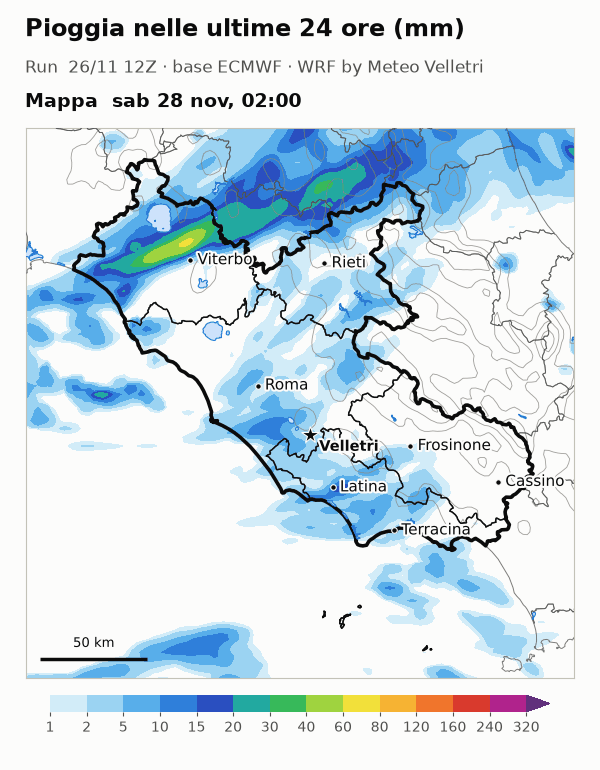 Pioggia nelle ultime 24 ore (mm)
Run  26/11 12Z · base ECMWF · WRF by Meteo Velletri
Mappa  sab 28 nov, 02:00
Viterbo
Rieti
Roma
Velletri
Frosinone
Cassino
Latina
Terracina
50 km
1 2 5 10 15 20 30 40 60 80 120 160 240 320